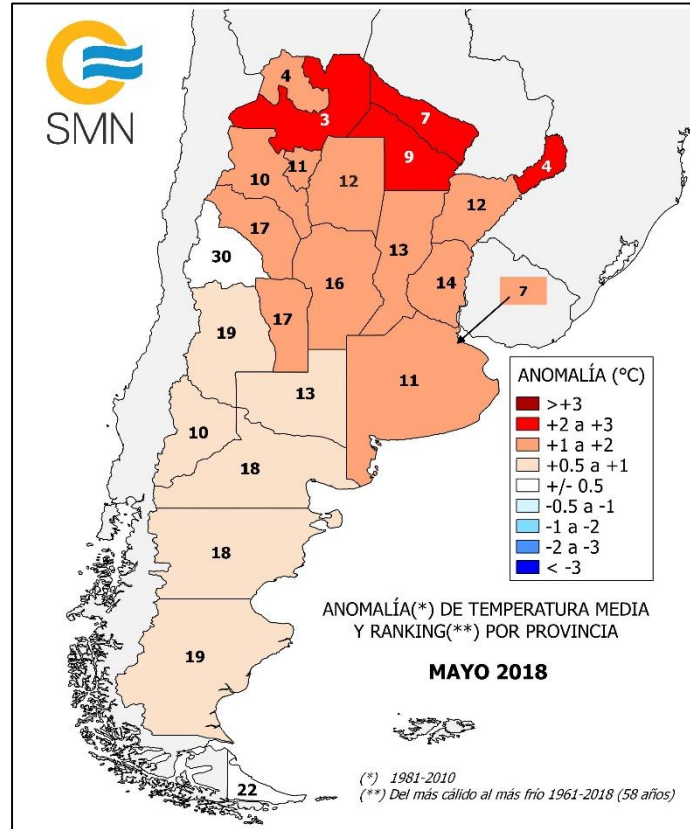 SMN
4
3
7
9
4
10
11
12
12
17
13
30
16
14
7
19
17
13
11
10
18
18
19
22
ANOMALÍA (°C)
>+3
+2 a +3
+1 a +2
+0.5 a +1
+/- 0.5
-0.5 a -1
-1 a -2
-2 a -3
< -3
ANOMALÍA(*) DE TEMPERATURA MEDIA
Y RANKING(**) POR PROVINCIA
MAYO 2018
(*) 1981-2010
(**) Del más cálido al más frío 1961-2018 (58 años)